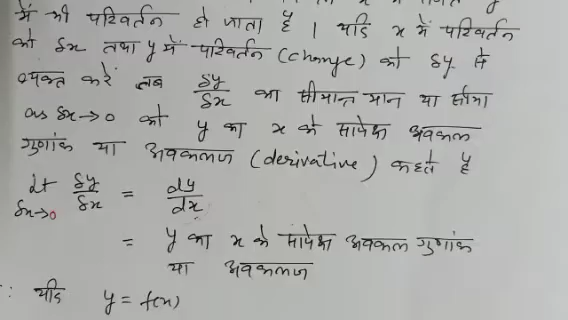 में भी परिवर्तन हो जाता है । यदि x में परिवर्तन
को δx तथा y में परिवर्तन (change) को δy से
व्यक्त करें तब δy/δx का सीमान्त मान या सीमा
as δx→0 को y का x के सापेक्ष अवकल
गुणांक या अवकलज (derivative) कहते है
lt δx→0 δy/δx = dy/dx
= y का x के सापेक्ष अवकल गुणांक
या अवकलज
∴ यदि y = f(x)